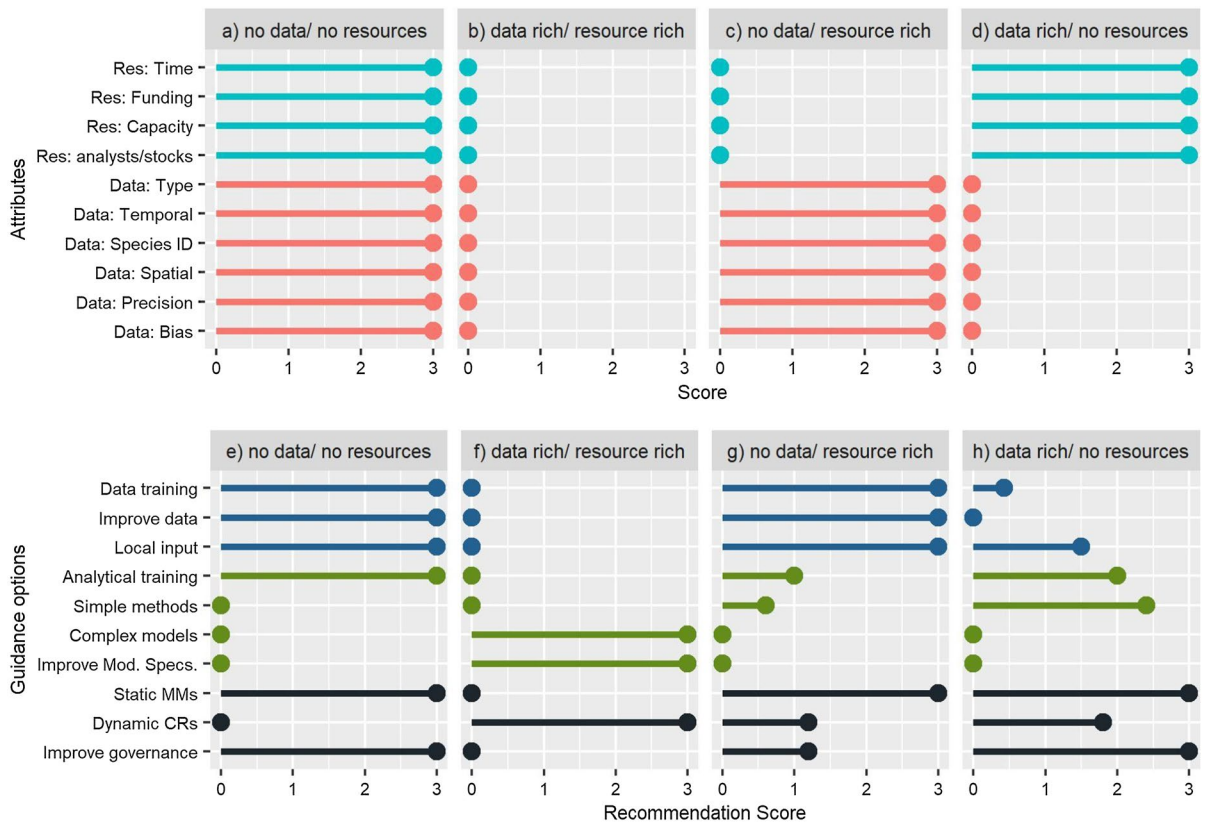 a) no data/ no resources
b) data rich/ resource rich
c) no data/ resource rich
d) data rich/ no resources
Attributes
Res: Time
Res: Funding
Res: Capacity
Res: analysts/stocks
Data: Type
Data: Temporal
Data: Species ID
Data: Spatial
Data: Precision
Data: Bias
0 1 2 3 0 1 2 3 0 1 2 3 0 1 2 3
Score
e) no data/ no resources
f) data rich/ resource rich
g) no data/ resource rich
h) data rich/ no resources
Guidance options
Data training
Improve data
Local input
Analytical training
Simple methods
Complex models
Improve Mod. Specs.
Static MMs
Dynamic CRs
Improve governance
0 1 2 3 0 1 2 3 0 1 2 3 0 1 2 3
Recommendation Score